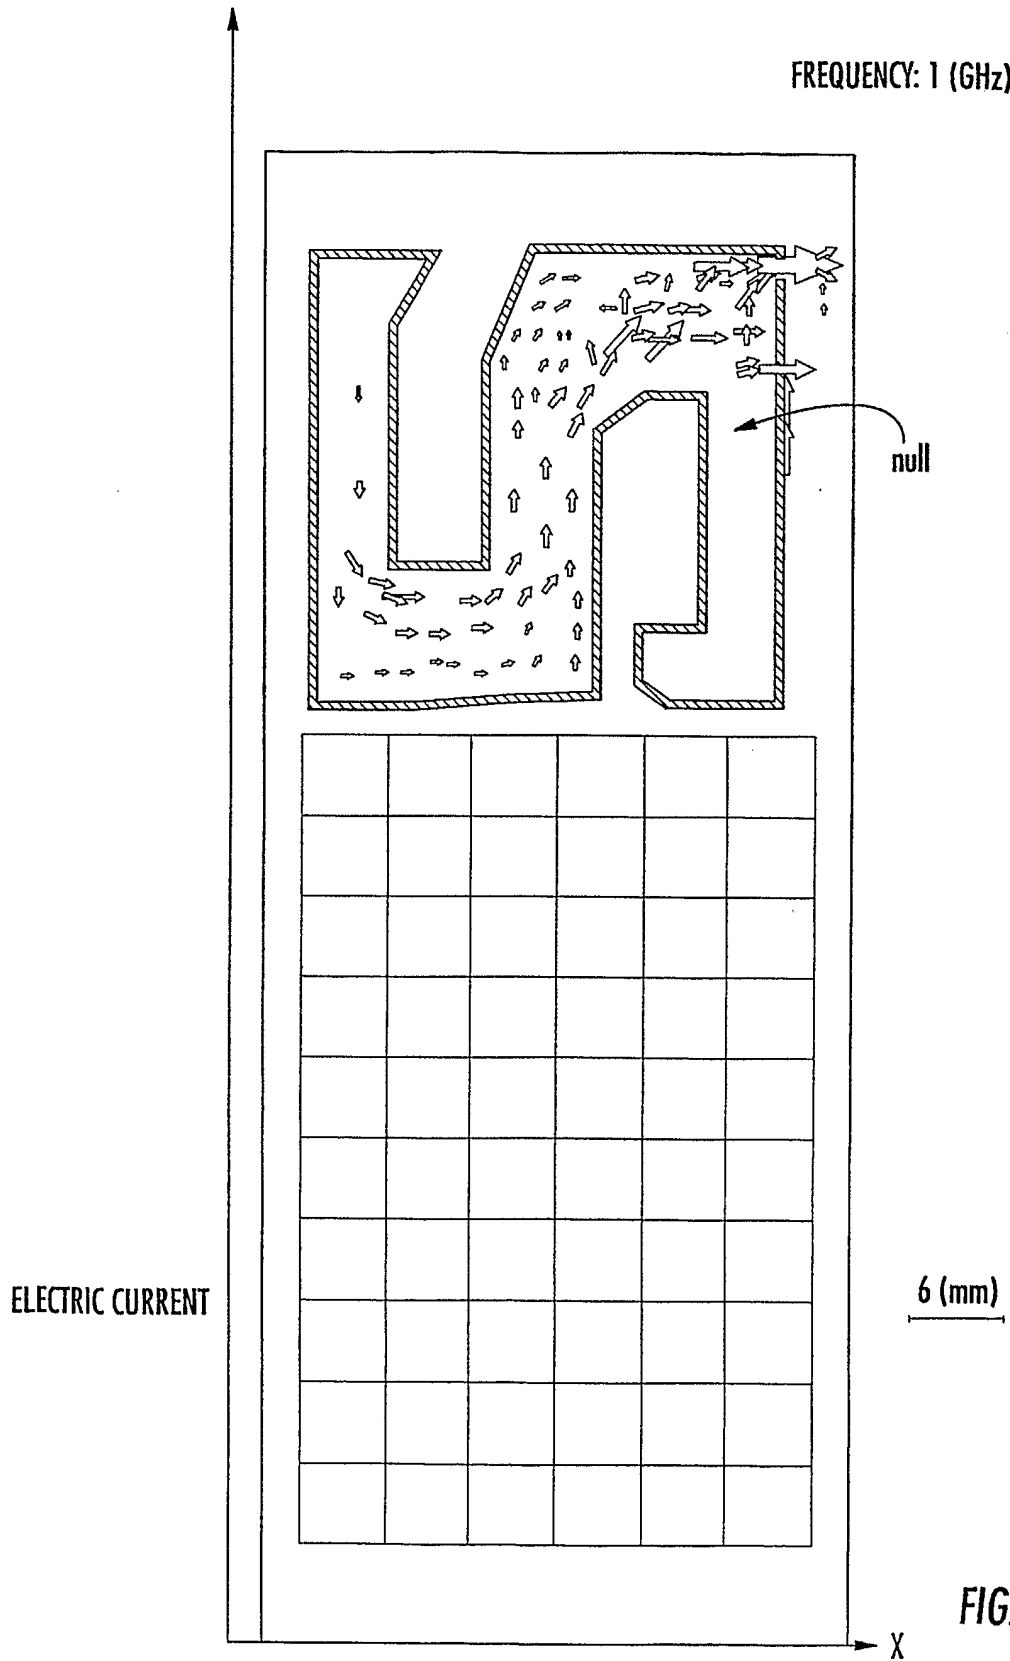 FREQUENCY: 1 (GHz)
null
ELECTRIC CURRENT
6 (mm)
FIG.
X